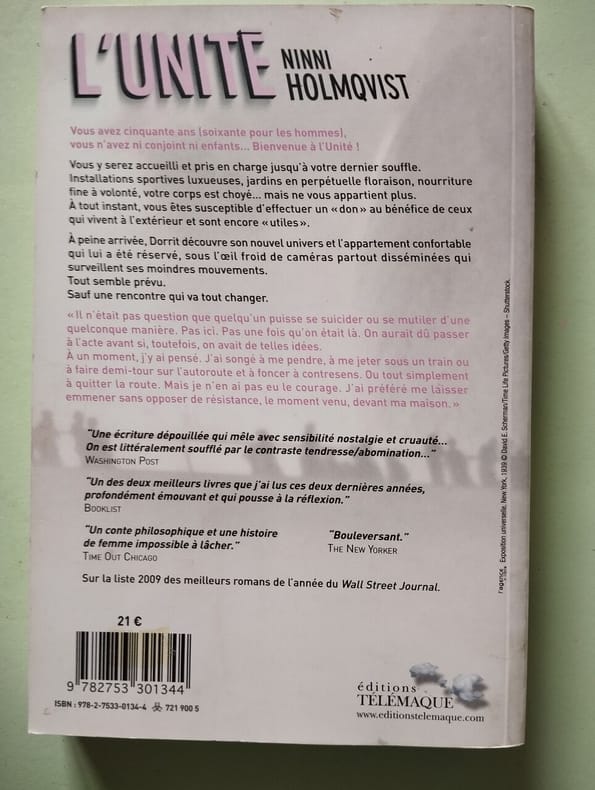 L'UNITÉ
NINNI
HOLMQVIST
Vous avez cinquante ans (soixante pour les hommes),
vous n'avez ni conjoint ni enfants... Bienvenue à l'Unité !
Vous y serez accueilli et pris en charge jusqu'à votre dernier souffle.
Installations sportives luxueuses, jardins en perpétuelle floraison, nourriture
fine à volonté, votre corps est choyé... mais ne vous appartient plus.
À tout instant, vous êtes susceptible d'effectuer un « don » au bénéfice de ceux
qui vivent à l'extérieur et sont encore « utiles ».
À peine arrivée, Dorrit découvre son nouvel univers et l'appartement confortable
qui lui a été réservé, sous l'œil froid de caméras partout disséminées qui
surveillent ses moindres mouvements.
Tout semble prévu.
Sauf une rencontre qui va tout changer.
« Il n'était pas question que quelqu'un puisse se suicider ou se mutiler d'une
quelconque manière. Pas ici. Pas une fois qu'on était là. On aurait dû passer
à l'acte avant si, toutefois, on avait de telles idées.
À un moment, j'y ai pensé. J'ai songé à me pendre, à me jeter sous un train ou
à faire demi-tour sur l'autoroute et à foncer à contresens. Ou tout simplement
à quitter la route. Mais je n'en ai pas eu le courage. J'ai préféré me laisser
emmener sans opposer de résistance, le moment venu, devant ma maison. »
"Une écriture dépouillée qui mêle avec sensibilité nostalgie et cruauté...
On est littéralement soufflé par le contraste tendresse/abomination..."
WASHINGTON POST
"Un des deux meilleurs livres que j'ai lus ces deux dernières années,
profondément émouvant et qui pousse à la réflexion."
BOOKLIST
"Un conte philosophique et une histoire
de femme impossible à lâcher."
TIME OUT CHICAGO
"Bouleversant."
THE NEW YORKER
Sur la liste 2009 des meilleurs romans de l'année du Wall Street Journal.
21 €
9 782753 301344
ISBN : 978-2-7533-0134-4 721 900 5
éditions
TÉLÉMAQUE
www.editionstelemaque.com
Exposition universelle, New York, 1939 © David E. Scherman/Time Life Pictures/Getty Images – Shutterstock